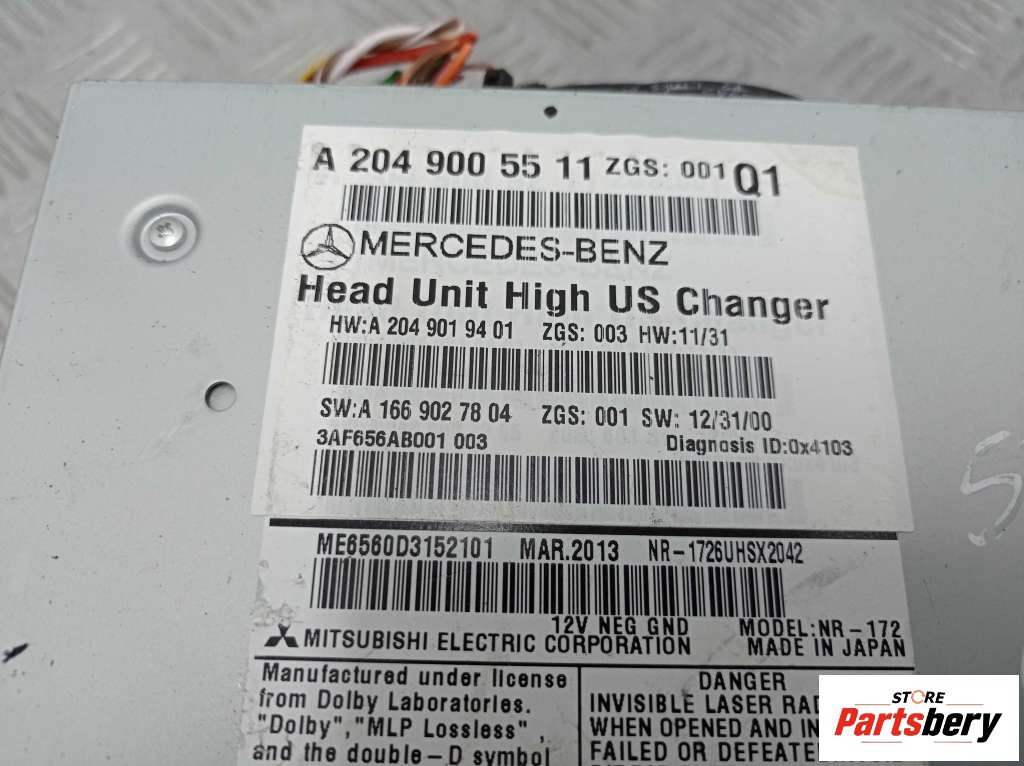 A 204 900 55 11 ZGS: 001 Q1
MERCEDES-BENZ
Head Unit High US Changer
HW:A 204 901 94 01 ZGS: 003 HW:11/31
SW:A 166 902 78 04 ZGS: 001 SW: 12/31/00
3AF656AB001 003 Diagnosis ID:0x4103
ME6560D3152101 MAR.2013 NR-1726UHSX2042
12V NEG GND MODEL:NR-172
MITSUBISHI ELECTRIC CORPORATION MADE IN JAPAN
Manufactured under license
from Dolby Laboratories.
"Dolby","MLP Lossless",
and the double-D symbol
DANGER
INVISIBLE LASER RAD
WHEN OPENED AND IN
FAILED OR DEFEATE
STORE
Partsbery